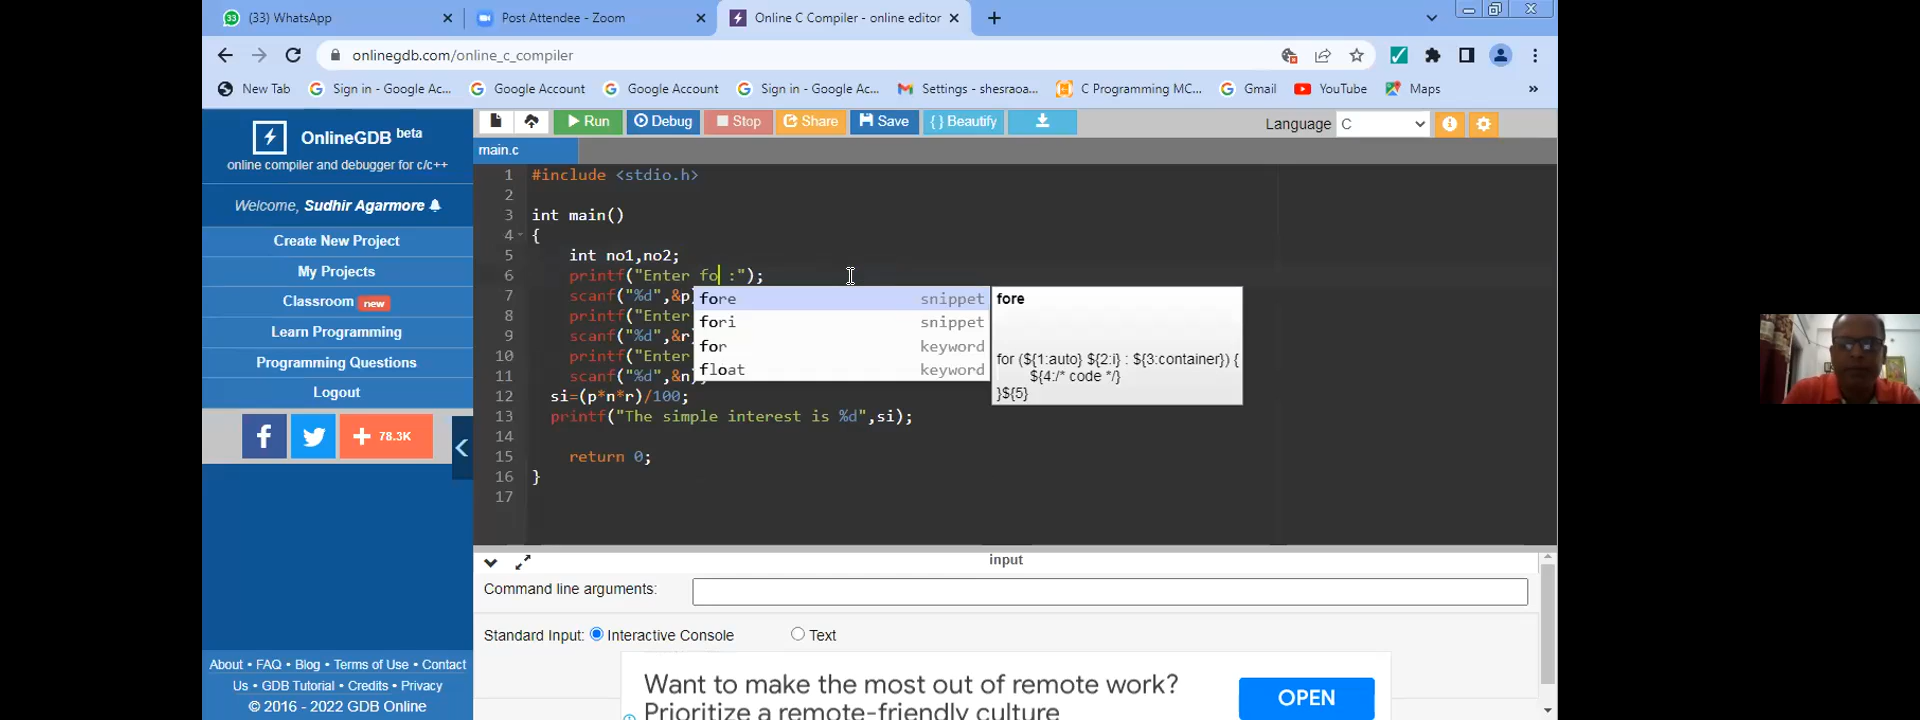 (33) WhatsApp
Post Attendee - Zoom
Online C Compiler - online editor
onlinegdb.com/online_c_compiler
New Tab
Sign in - Google Ac...
Google Account
Google Account
Sign in - Google Ac...
Settings - shesraoa...
C Programming MC...
Gmail
YouTube
Maps
»
OnlineGDB beta
online compiler and debugger for c/c++
Welcome, Sudhir Agarmore
Create New Project
My Projects
Classroom new
Learn Programming
Programming Questions
Logout
+ 78.3K
About • FAQ • Blog • Terms of Use • Contact
Us • GDB Tutorial • Credits • Privacy
© 2016 - 2022 GDB Online
Run
Debug
Stop
Share
Save
{ } Beautify
Language C
main.c
1 #include <stdio.h>
2
3 int main()
4 {
5 int no1,no2;
6 printf("Enter fo :");
7 scanf("%d",&p)
8 printf("Enter
9 scanf("%d",&r)
10 printf("Enter
11 scanf("%d",&n);
12 si=(p*n*r)/100;
13 printf("The simple interest is %d",si);
14
15 return 0;
16 }
17
fore snippet
fori snippet
for keyword
float keyword
fore
for (${1:auto} ${2:i} : ${3:container}) {
${4:/* code */}
}${5}
input
Command line arguments:
Standard Input: Interactive Console Text
Want to make the most out of remote work?
Prioritize a remote-friendly culture
OPEN